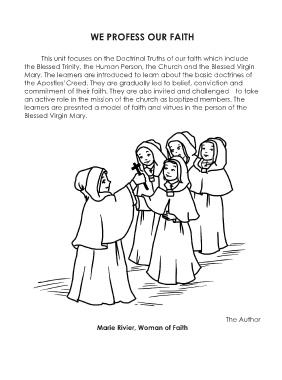 WE PROFESS OUR FAITH
This unit focuses on the Doctrinal Truths of our faith which include
the Blessed Trinity, the Human Person, the Church and the Blessed Virgin
Mary. The learners are introduced to learn about the basic doctrines of
the Apostles' Creed. They are gradually led to belief, conviction and
commitment of their faith. They are also invited and challenged to take
an active role in the mission of the church as baptized members. The
learners are presnted a model of faith and virtues in the person of the
Blessed Virgin Mary.
The Author
Marie Rivier, Woman of Faith